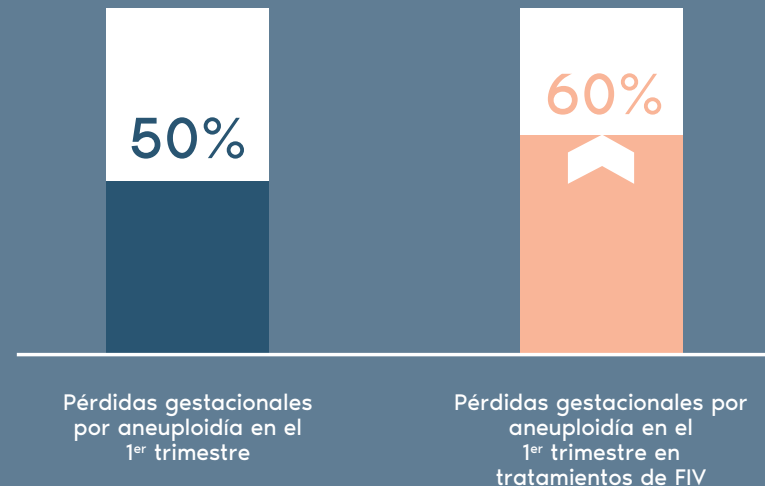 50%
60%
Pérdidas gestacionales
por aneuploidía en el
1er trimestre
Pérdidas gestacionales por
aneuploidía en el
1er trimestre en
tratamientos de FIV